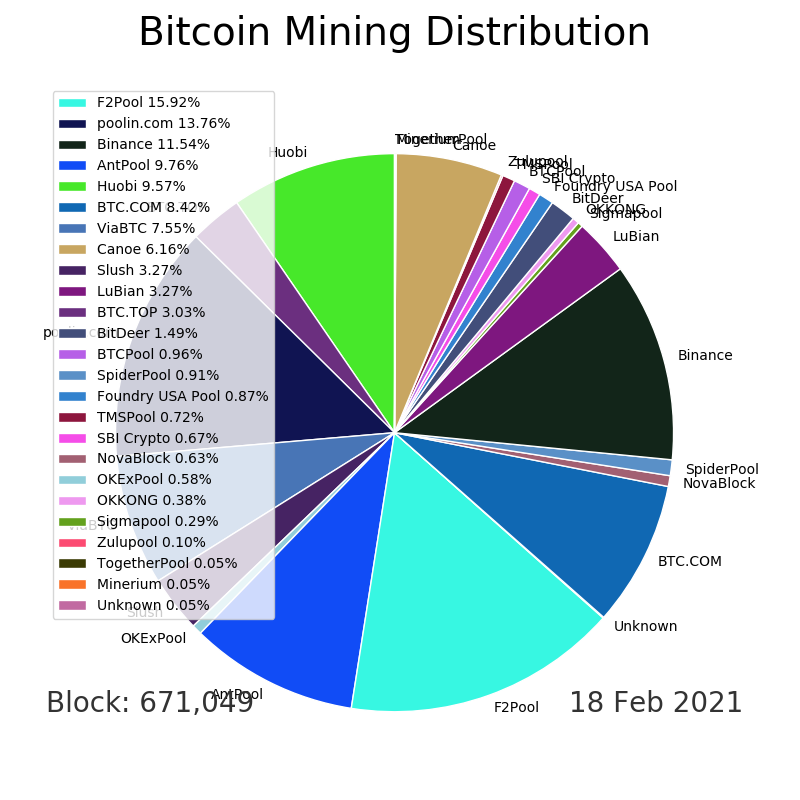 Bitcoin Mining Distribution
F2Pool 15.92%
poolin.com 13.76%
Binance 11.54%
AntPool 9.76%
Huobi 9.57%
BTC.COM 8.42%
ViaBTC 7.55%
Canoe 6.16%
Slush 3.27%
LuBian 3.27%
BTC.TOP 3.03%
BitDeer 1.49%
BTCPool 0.96%
SpiderPool 0.91%
Foundry USA Pool 0.87%
TMSPool 0.72%
SBI Crypto 0.67%
NovaBlock 0.63%
OKExPool 0.58%
OKKONG 0.38%
Sigmapool 0.29%
Zulupool 0.10%
TogetherPool 0.05%
Minerium 0.05%
Unknown 0.05%
Huobi
TogetherPool
Minerium
Canoe
Zulupool
TMSPool
BTCPool
SBI Crypto
Foundry USA Pool
BitDeer
OKKONG
Sigmapool
LuBian
Binance
SpiderPool
NovaBlock
BTC.COM
Unknown
F2Pool
AntPool
OKExPool
Slush
ViaBTC
Block: 671,049
18 Feb 2021